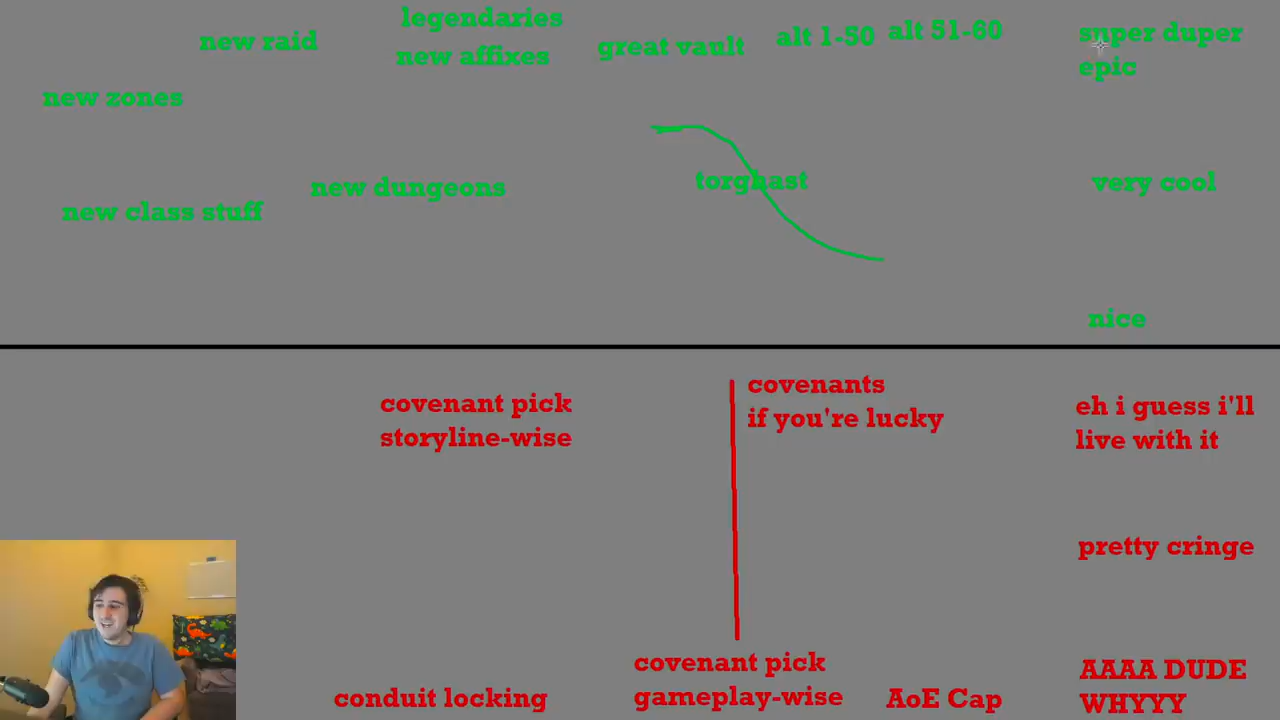 legendaries
new raid
new affixes
great vault
alt 1-50
alt 51-60
super duper
epic
new zones
new class stuff
new dungeons
torghast
very cool
nice
covenant pick
storyline-wise
covenants
if you're lucky
eh i guess i'll
live with it
pretty cringe
conduit locking
covenant pick
gameplay-wise
AoE Cap
AAAA DUDE
WHYYY